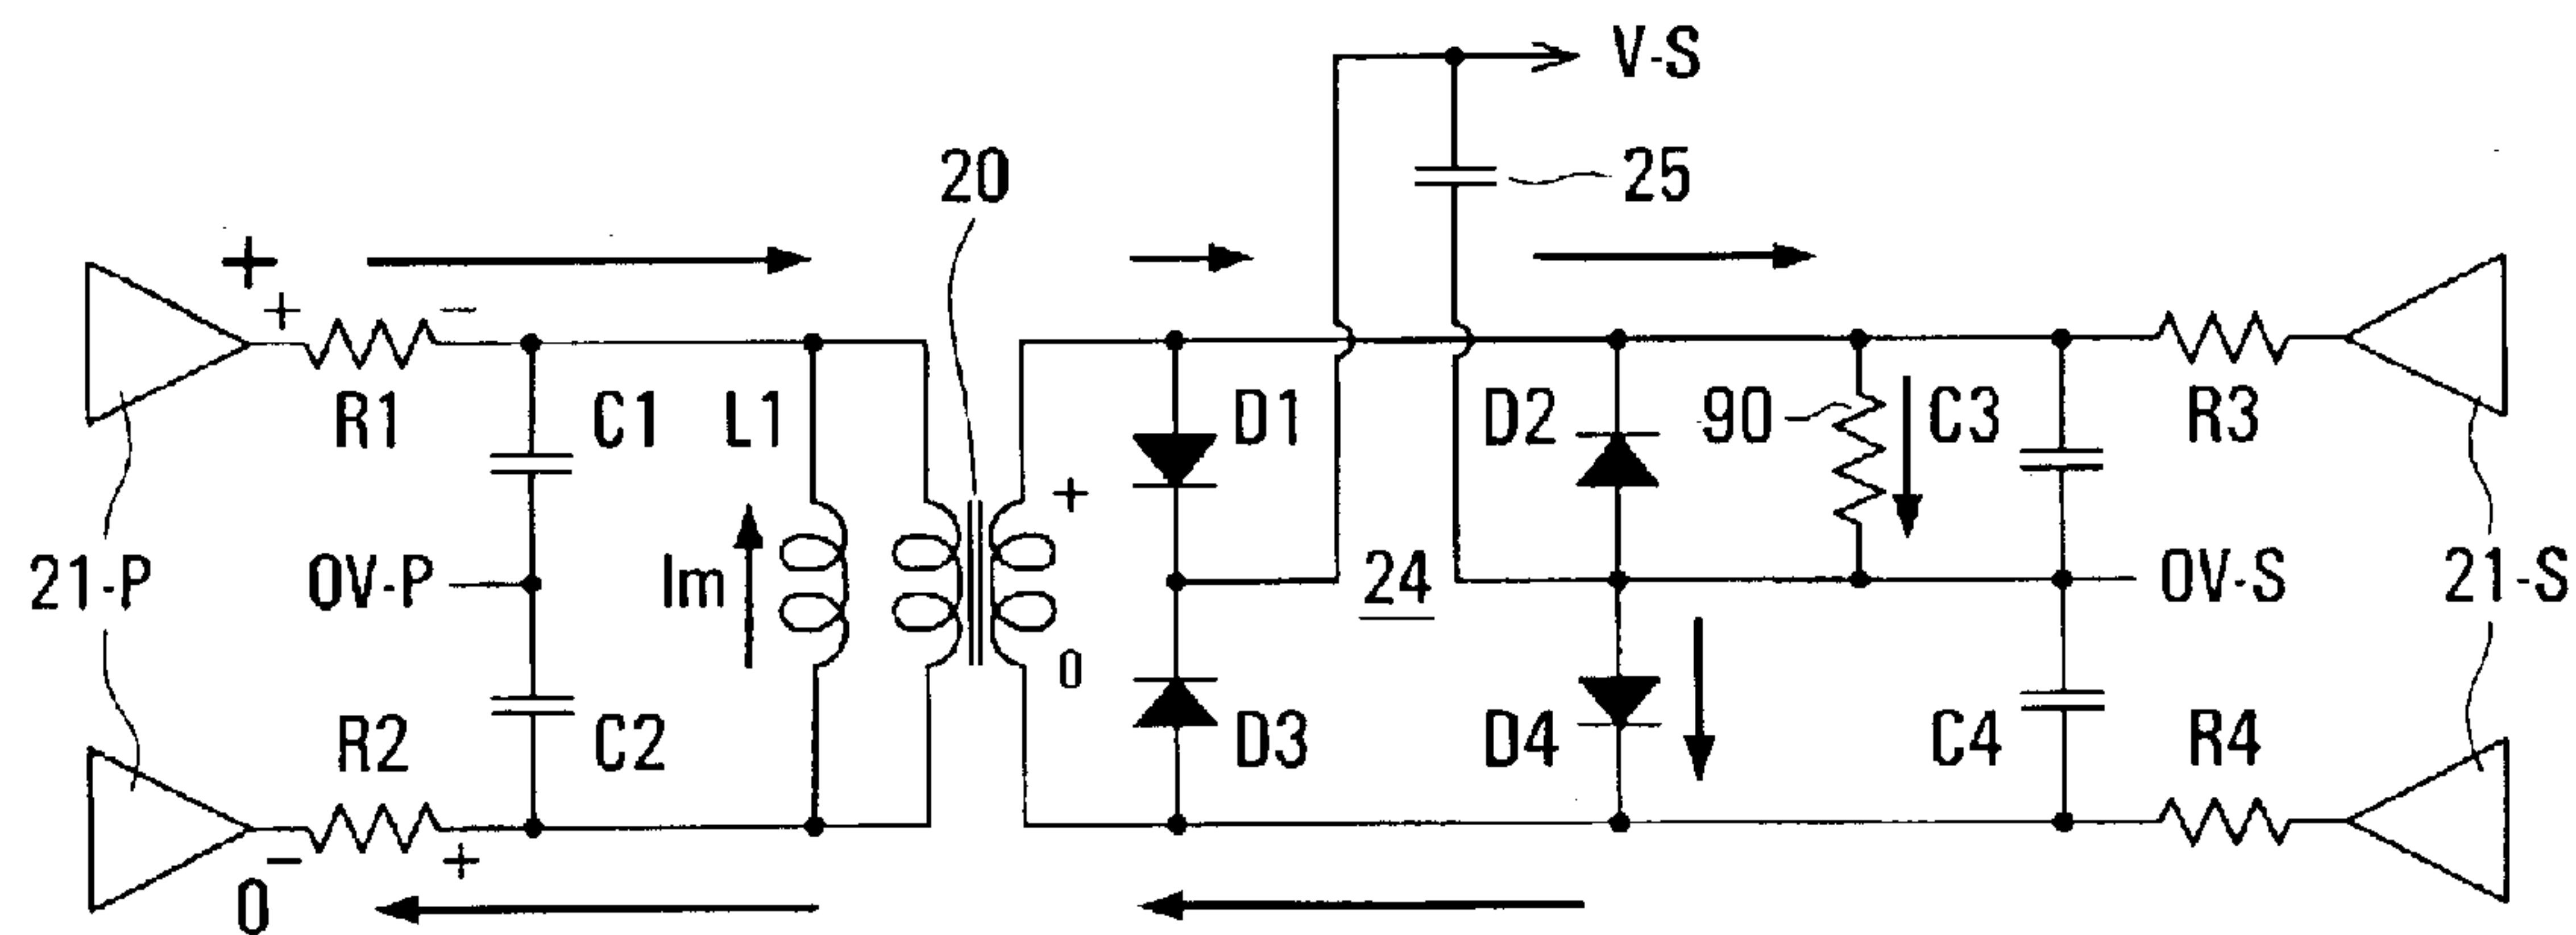 V-S
20
25
+
+
-
R1
C1
L1
D1
D2
90
C3
R3
+
21-P
0V-P
Im
24
0V-S
21-S
0
R2
C2
D3
D4
C4
R4
-
+
0